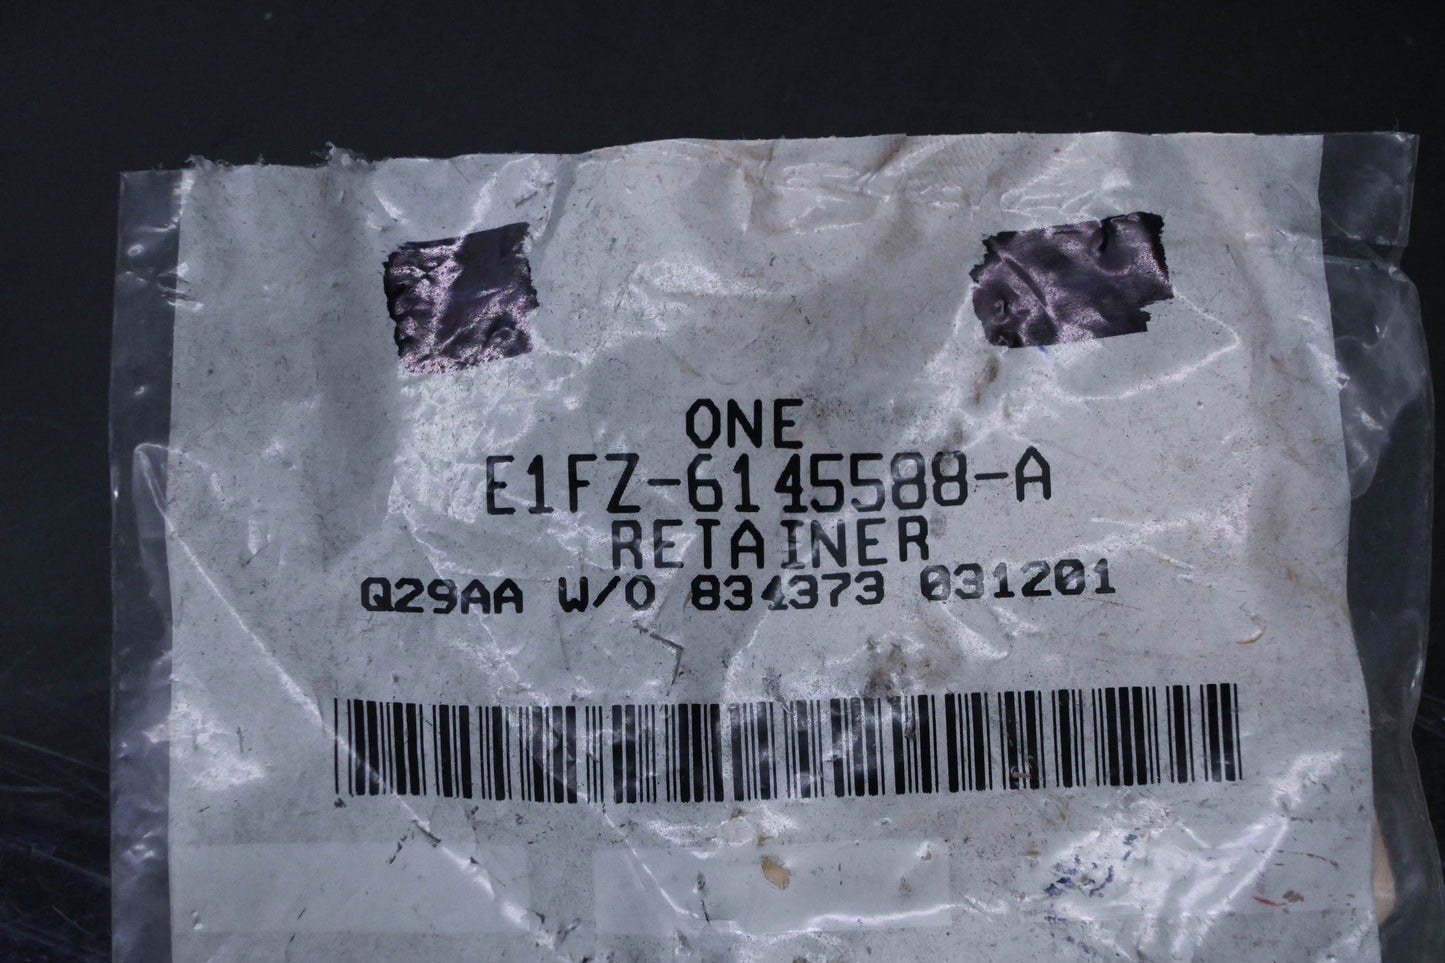 ONE
E1FZ-6145588-A
RETAINER
Q29AA W/O 834373 031201